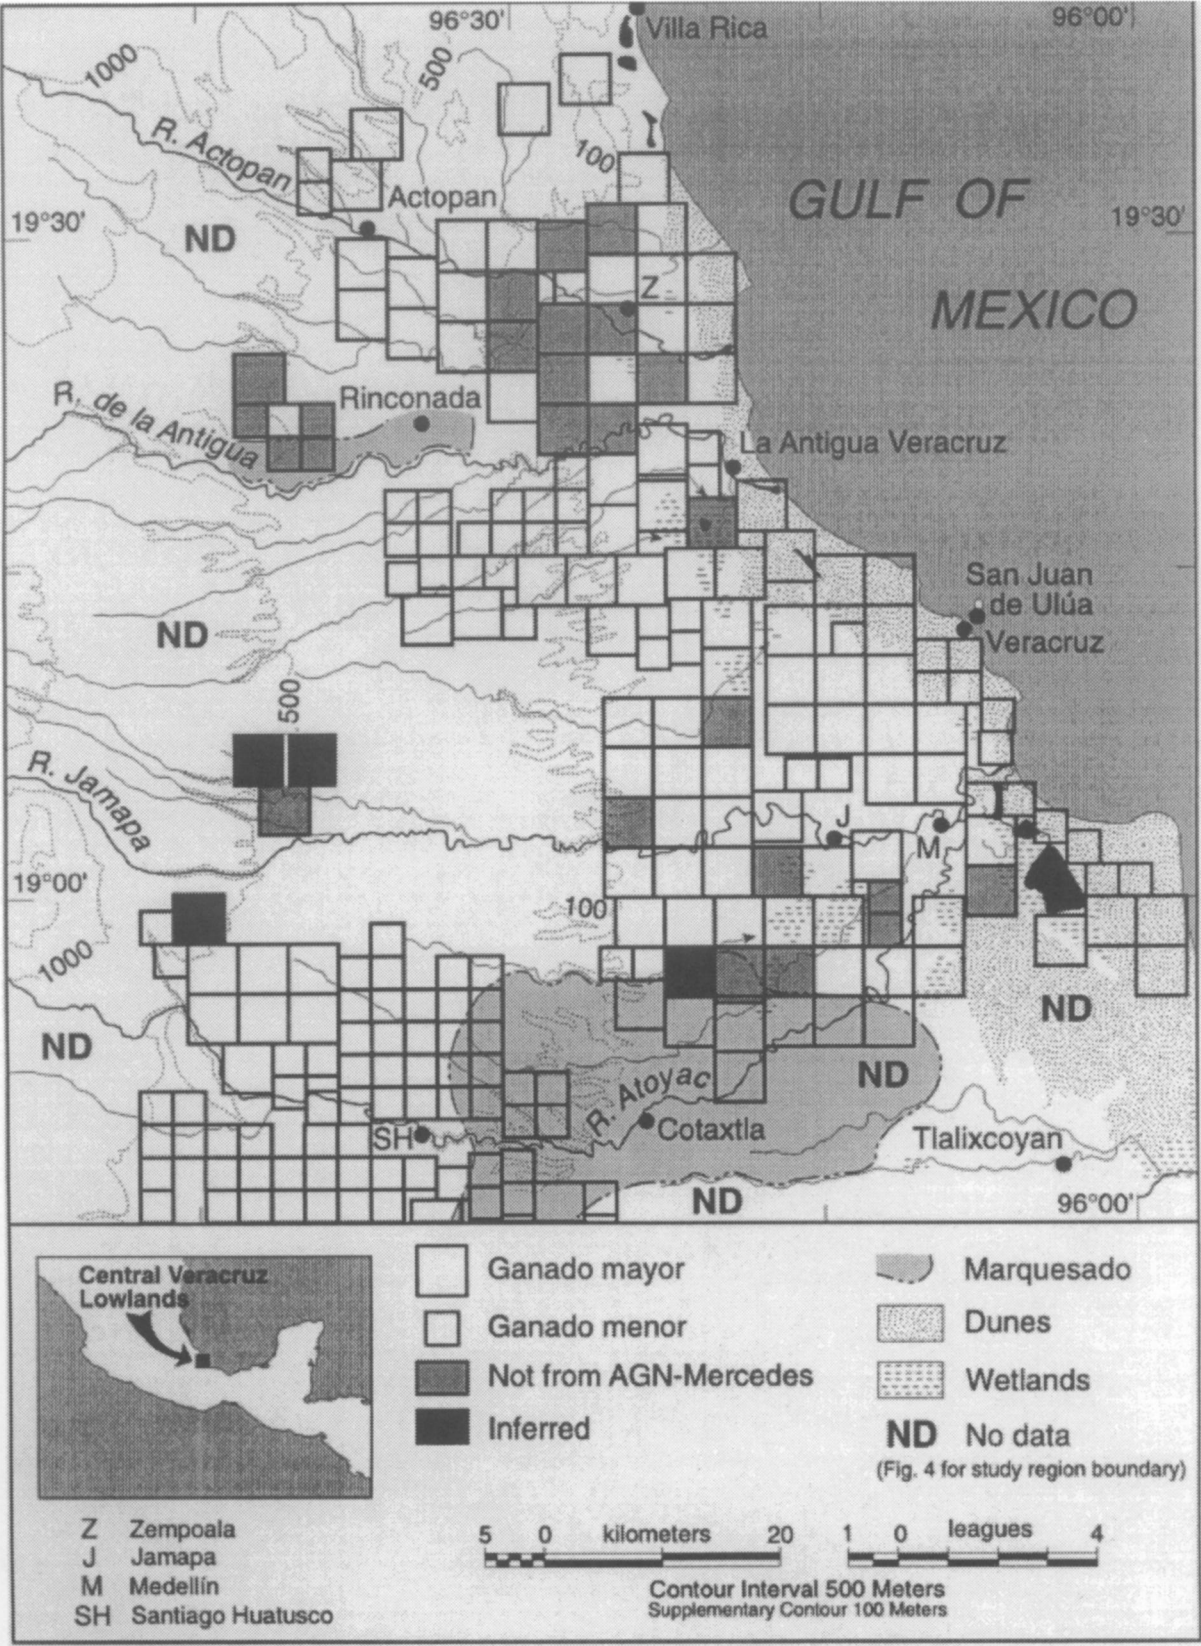 96°30'
96°00'
Villa Rica
1000
500
R. Actopan
100
Actopan
GULF OF
MEXICO
19°30'
19°30'
ND
Z
R. de la Antigua
Rinconada
La Antigua Veracruz
San Juan
de Ulúa
Veracruz
ND
500
R. Jamapa
J
M
19°00'
100
1000
ND
ND
ND
R. Atoyac
SH
Cotaxtla
Tlalixcoyan
ND
96°00'
Central Veracruz
Lowlands
Ganado mayor
Ganado menor
Not from AGN-Mercedes
Inferred
Marquesado
Dunes
Wetlands
ND No data
(Fig. 4 for study region boundary)
Z Zempoala
J Jamapa
M Medellín
SH Santiago Huatusco
5 0 kilometers 20
1 0 leagues 4
Contour Interval 500 Meters
Supplementary Contour 100 Meters